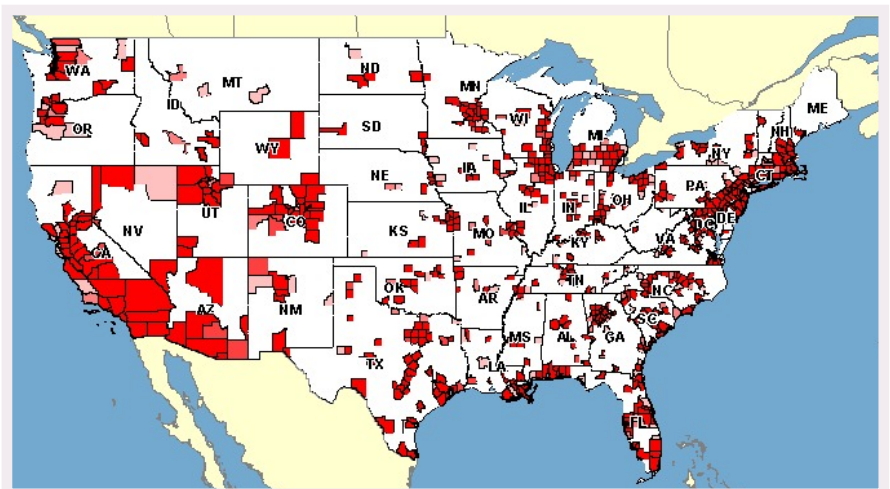 WA
MT
ND
MN
ME
ID
OR
SD
WI
MI
NH
WY
NY
IA
CT
NE
PA
NV
UT
CO
IL
IN
OH
DE
DC
CA
KS
MO
KY
VA
AZ
NM
OK
AR
TN
NC
SC
MS
AL
GA
TX
LA
FL